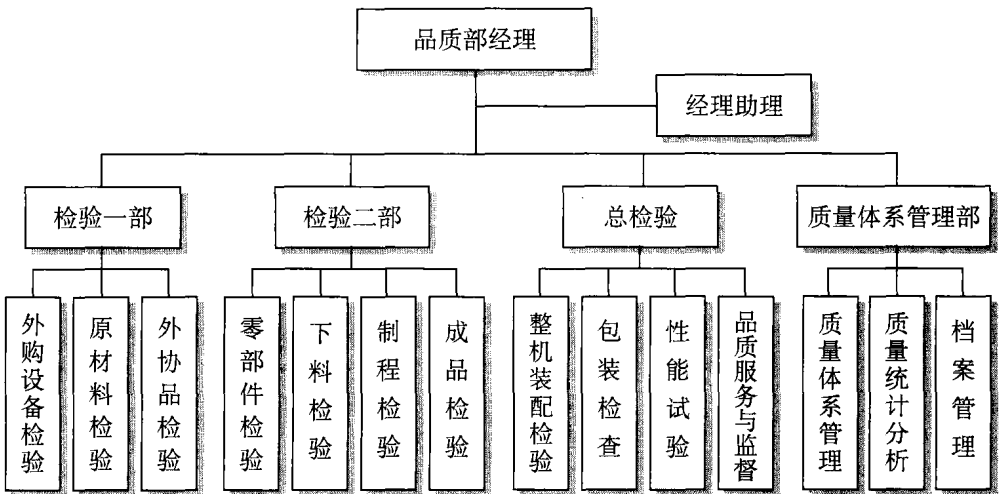 品质部经理
经理助理
检验一部
检验二部
总检验
质量体系管理部
外购设备检验
原材料检验
外协品检验
零部件检验
下料检验
制程检验
成品检验
整机装配检验
包装检查
性能试验
品质服务与监督
质量体系管理
质量统计分析
档案管理